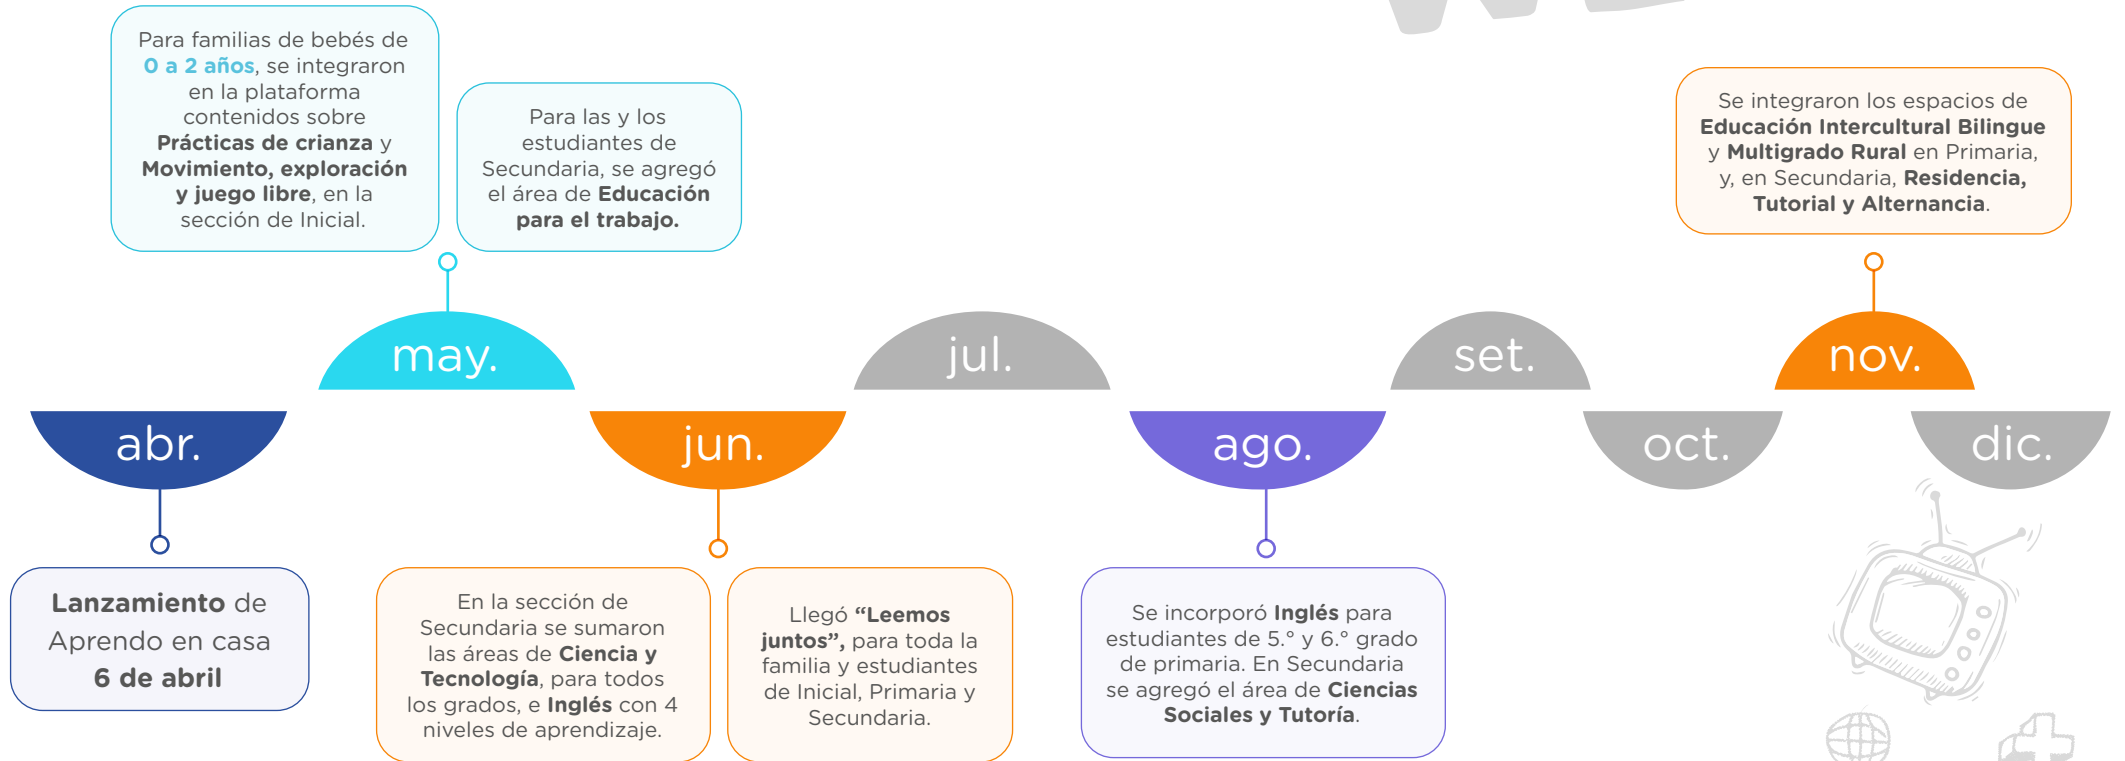 Para familias de bebés de
0 a 2 años, se integraron
en la plataforma
contenidos sobre
Prácticas de crianza y
Movimiento, exploración
y juego libre, en la
sección de Inicial.
Para las y los
estudiantes de
Secundaria, se agregó
el área de Educación
para el trabajo.
Se integraron los espacios de
Educación Intercultural Bilingue
y Multigrado Rural en Primaria,
y, en Secundaria, Residencia,
Tutorial y Alternancia.
may.
jul.
set.
nov.
abr.
jun.
ago.
oct.
dic.
Lanzamiento de
Aprendo en casa
6 de abril
En la sección de
Secundaria se sumaron
las áreas de Ciencia y
Tecnología, para todos
los grados, e Inglés con 4
niveles de aprendizaje.
Llegó “Leemos
juntos”, para toda la
familia y estudiantes
de Inicial, Primaria y
Secundaria.
Se incorporó Inglés para
estudiantes de 5.° y 6.° grado
de primaria. En Secundaria
se agregó el área de Ciencias
Sociales y Tutoría.